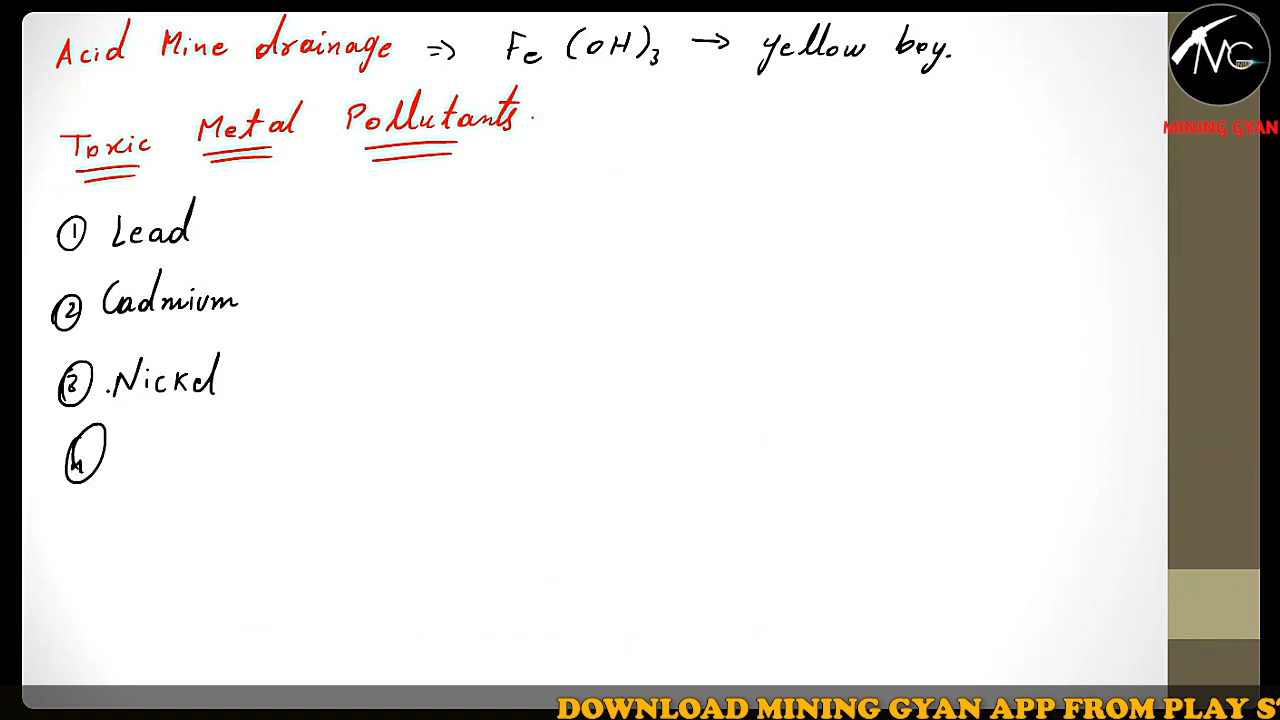 Acid Mine drainage ⇒ Fe (OH)₃ → yellow boy.
Toxic Metal Pollutants.
① Lead
② Cadmium
③ .Nickel
④
MG
MINING GYAN
DOWNLOAD MINING GYAN APP FROM PLAY S